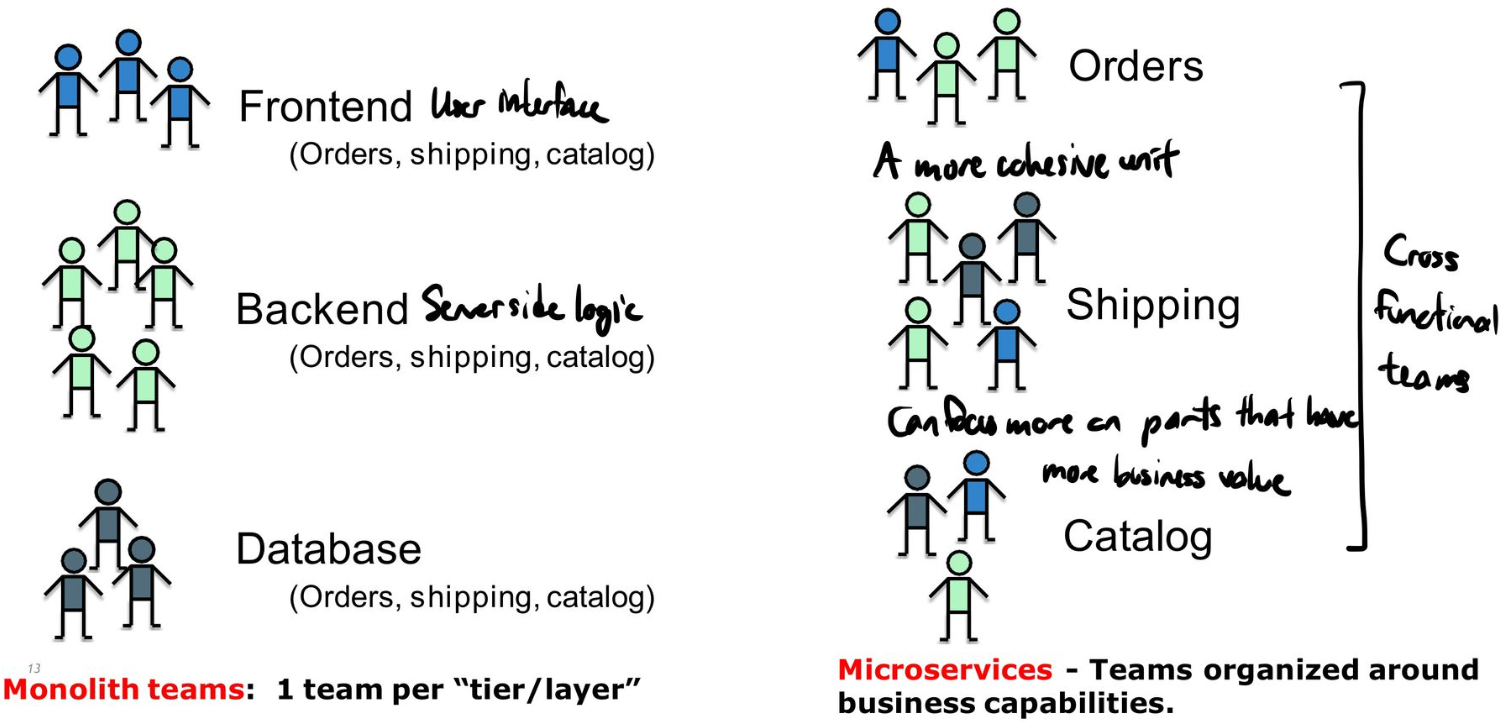 Frontend User interface
(Orders, shipping, catalog)
Backend Serverside logic
(Orders, shipping, catalog)
Database
(Orders, shipping, catalog)
13
Monolith teams: 1 team per “tier/layer”
Orders
A more cohesive unit
Shipping
Can focus more on parts that have
more business value
Catalog
Cross
functional
teams
Microservices - Teams organized around
business capabilities.